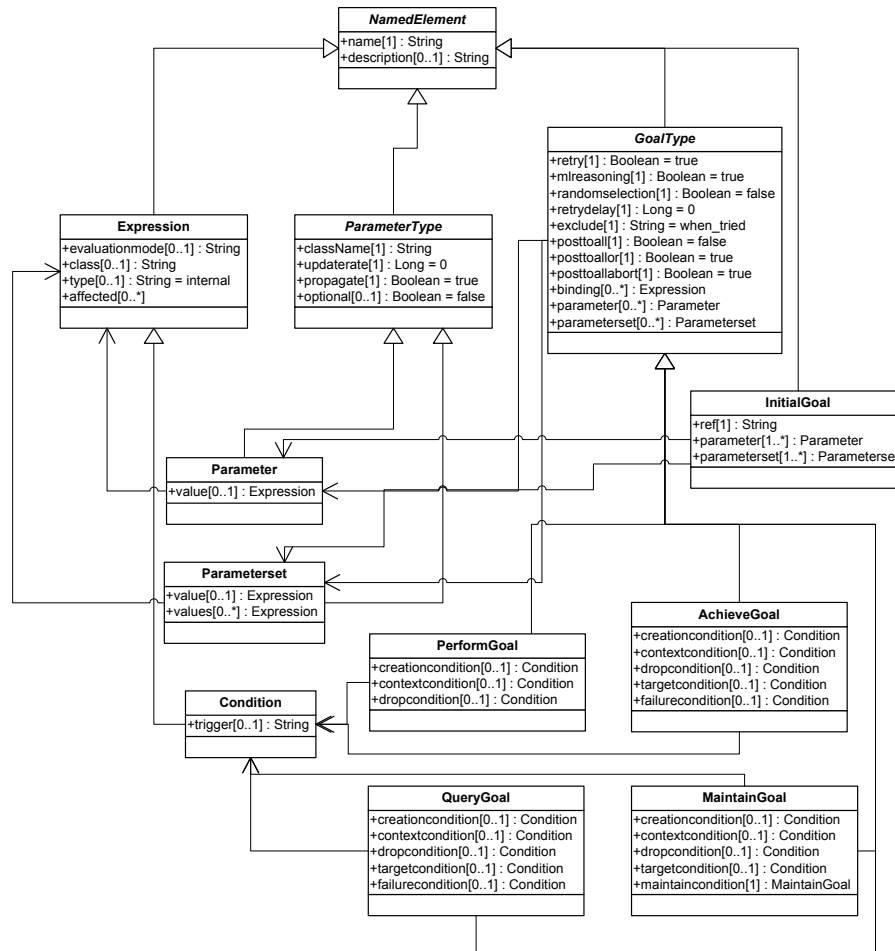 NamedElement
+name[1] : String
+description[0..1] : String
GoalType
+retry[1] : Boolean = true
+mlreasoning[1] : Boolean = true
+randomselection[1] : Boolean = false
+retrydelay[1] : Long = 0
+exclude[1] : String = when_tried
+posttoall[1] : Boolean = false
+posttoallor[1] : Boolean = true
+posttoallabort[1] : Boolean = true
+binding[0..*] : Expression
+parameter[0..*] : Parameter
+parameterset[0..*] : Parameterset
Expression
+evaluationmode[0..1] : String
+class[0..1] : String
+type[0..1] : String = internal
+affected[0..*]
ParameterType
+className[1] : String
+updaterate[1] : Long = 0
+propagate[1] : Boolean = true
+optional[0..1] : Boolean = false
InitialGoal
+ref[1] : String
+parameter[1..*] : Parameter
+parameterset[1..*] : Parameterse
Parameter
+value[0..1] : Expression
Parameterset
+value[0..1] : Expression
+values[0..*] : Expression
PerformGoal
+creationcondition[0..1] : Condition
+contextcondition[0..1] : Condition
+dropcondition[0..1] : Condition
AchieveGoal
+creationcondition[0..1] : Condition
+contextcondition[0..1] : Condition
+dropcondition[0..1] : Condition
+targetcondition[0..1] : Condition
+failurecondition[0..1] : Condition
Condition
+trigger[0..1] : String
QueryGoal
+creationcondition[0..1] : Condition
+contextcondition[0..1] : Condition
+dropcondition[0..1] : Condition
+targetcondition[0..1] : Condition
+failurecondition[0..1] : Condition
MaintainGoal
+creationcondition[0..1] : Condition
+contextcondition[0..1] : Condition
+dropcondition[0..1] : Condition
+targetcondition[0..1] : Condition
+maintaincondition[1] : MaintainGoal